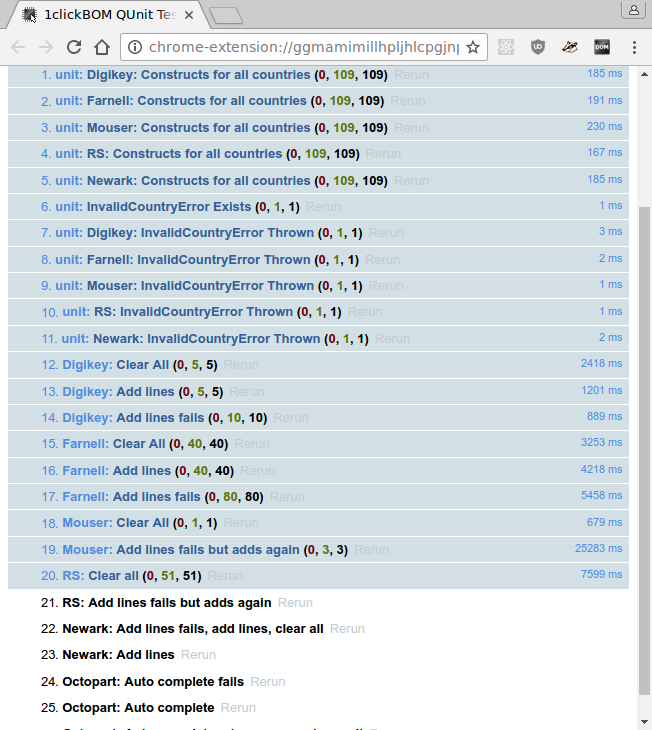 1clickBOM QUnit Tes
chrome-extension://ggmamimillhpljhlcpgjnp
1. unit: Digikey: Constructs for all countries (0, 109, 109) Rerun 185 ms
2. unit: Farnell: Constructs for all countries (0, 109, 109) Rerun 191 ms
3. unit: Mouser: Constructs for all countries (0, 109, 109) Rerun 230 ms
4. unit: RS: Constructs for all countries (0, 109, 109) Rerun 167 ms
5. unit: Newark: Constructs for all countries (0, 109, 109) Rerun 185 ms
6. unit: InvalidCountryError Exists (0, 1, 1) Rerun 1 ms
7. unit: Digikey: InvalidCountryError Thrown (0, 1, 1) Rerun 3 ms
8. unit: Farnell: InvalidCountryError Thrown (0, 1, 1) Rerun 2 ms
9. unit: Mouser: InvalidCountryError Thrown (0, 1, 1) Rerun 1 ms
10. unit: RS: InvalidCountryError Thrown (0, 1, 1) Rerun 1 ms
11. unit: Newark: InvalidCountryError Thrown (0, 1, 1) Rerun 2 ms
12. Digikey: Clear All (0, 5, 5) Rerun 2418 ms
13. Digikey: Add lines (0, 5, 5) Rerun 1201 ms
14. Digikey: Add lines fails (0, 10, 10) Rerun 889 ms
15. Farnell: Clear All (0, 40, 40) Rerun 3253 ms
16. Farnell: Add lines (0, 40, 40) Rerun 4218 ms
17. Farnell: Add lines fails (0, 80, 80) Rerun 5458 ms
18. Mouser: Clear All (0, 1, 1) Rerun 679 ms
19. Mouser: Add lines fails but adds again (0, 3, 3) Rerun 25283 ms
20. RS: Clear all (0, 51, 51) Rerun 7599 ms
21. RS: Add lines fails but adds again Rerun
22. Newark: Add lines fails, add lines, clear all Rerun
23. Newark: Add lines Rerun
24. Octopart: Auto complete fails Rerun
25. Octopart: Auto complete Rerun